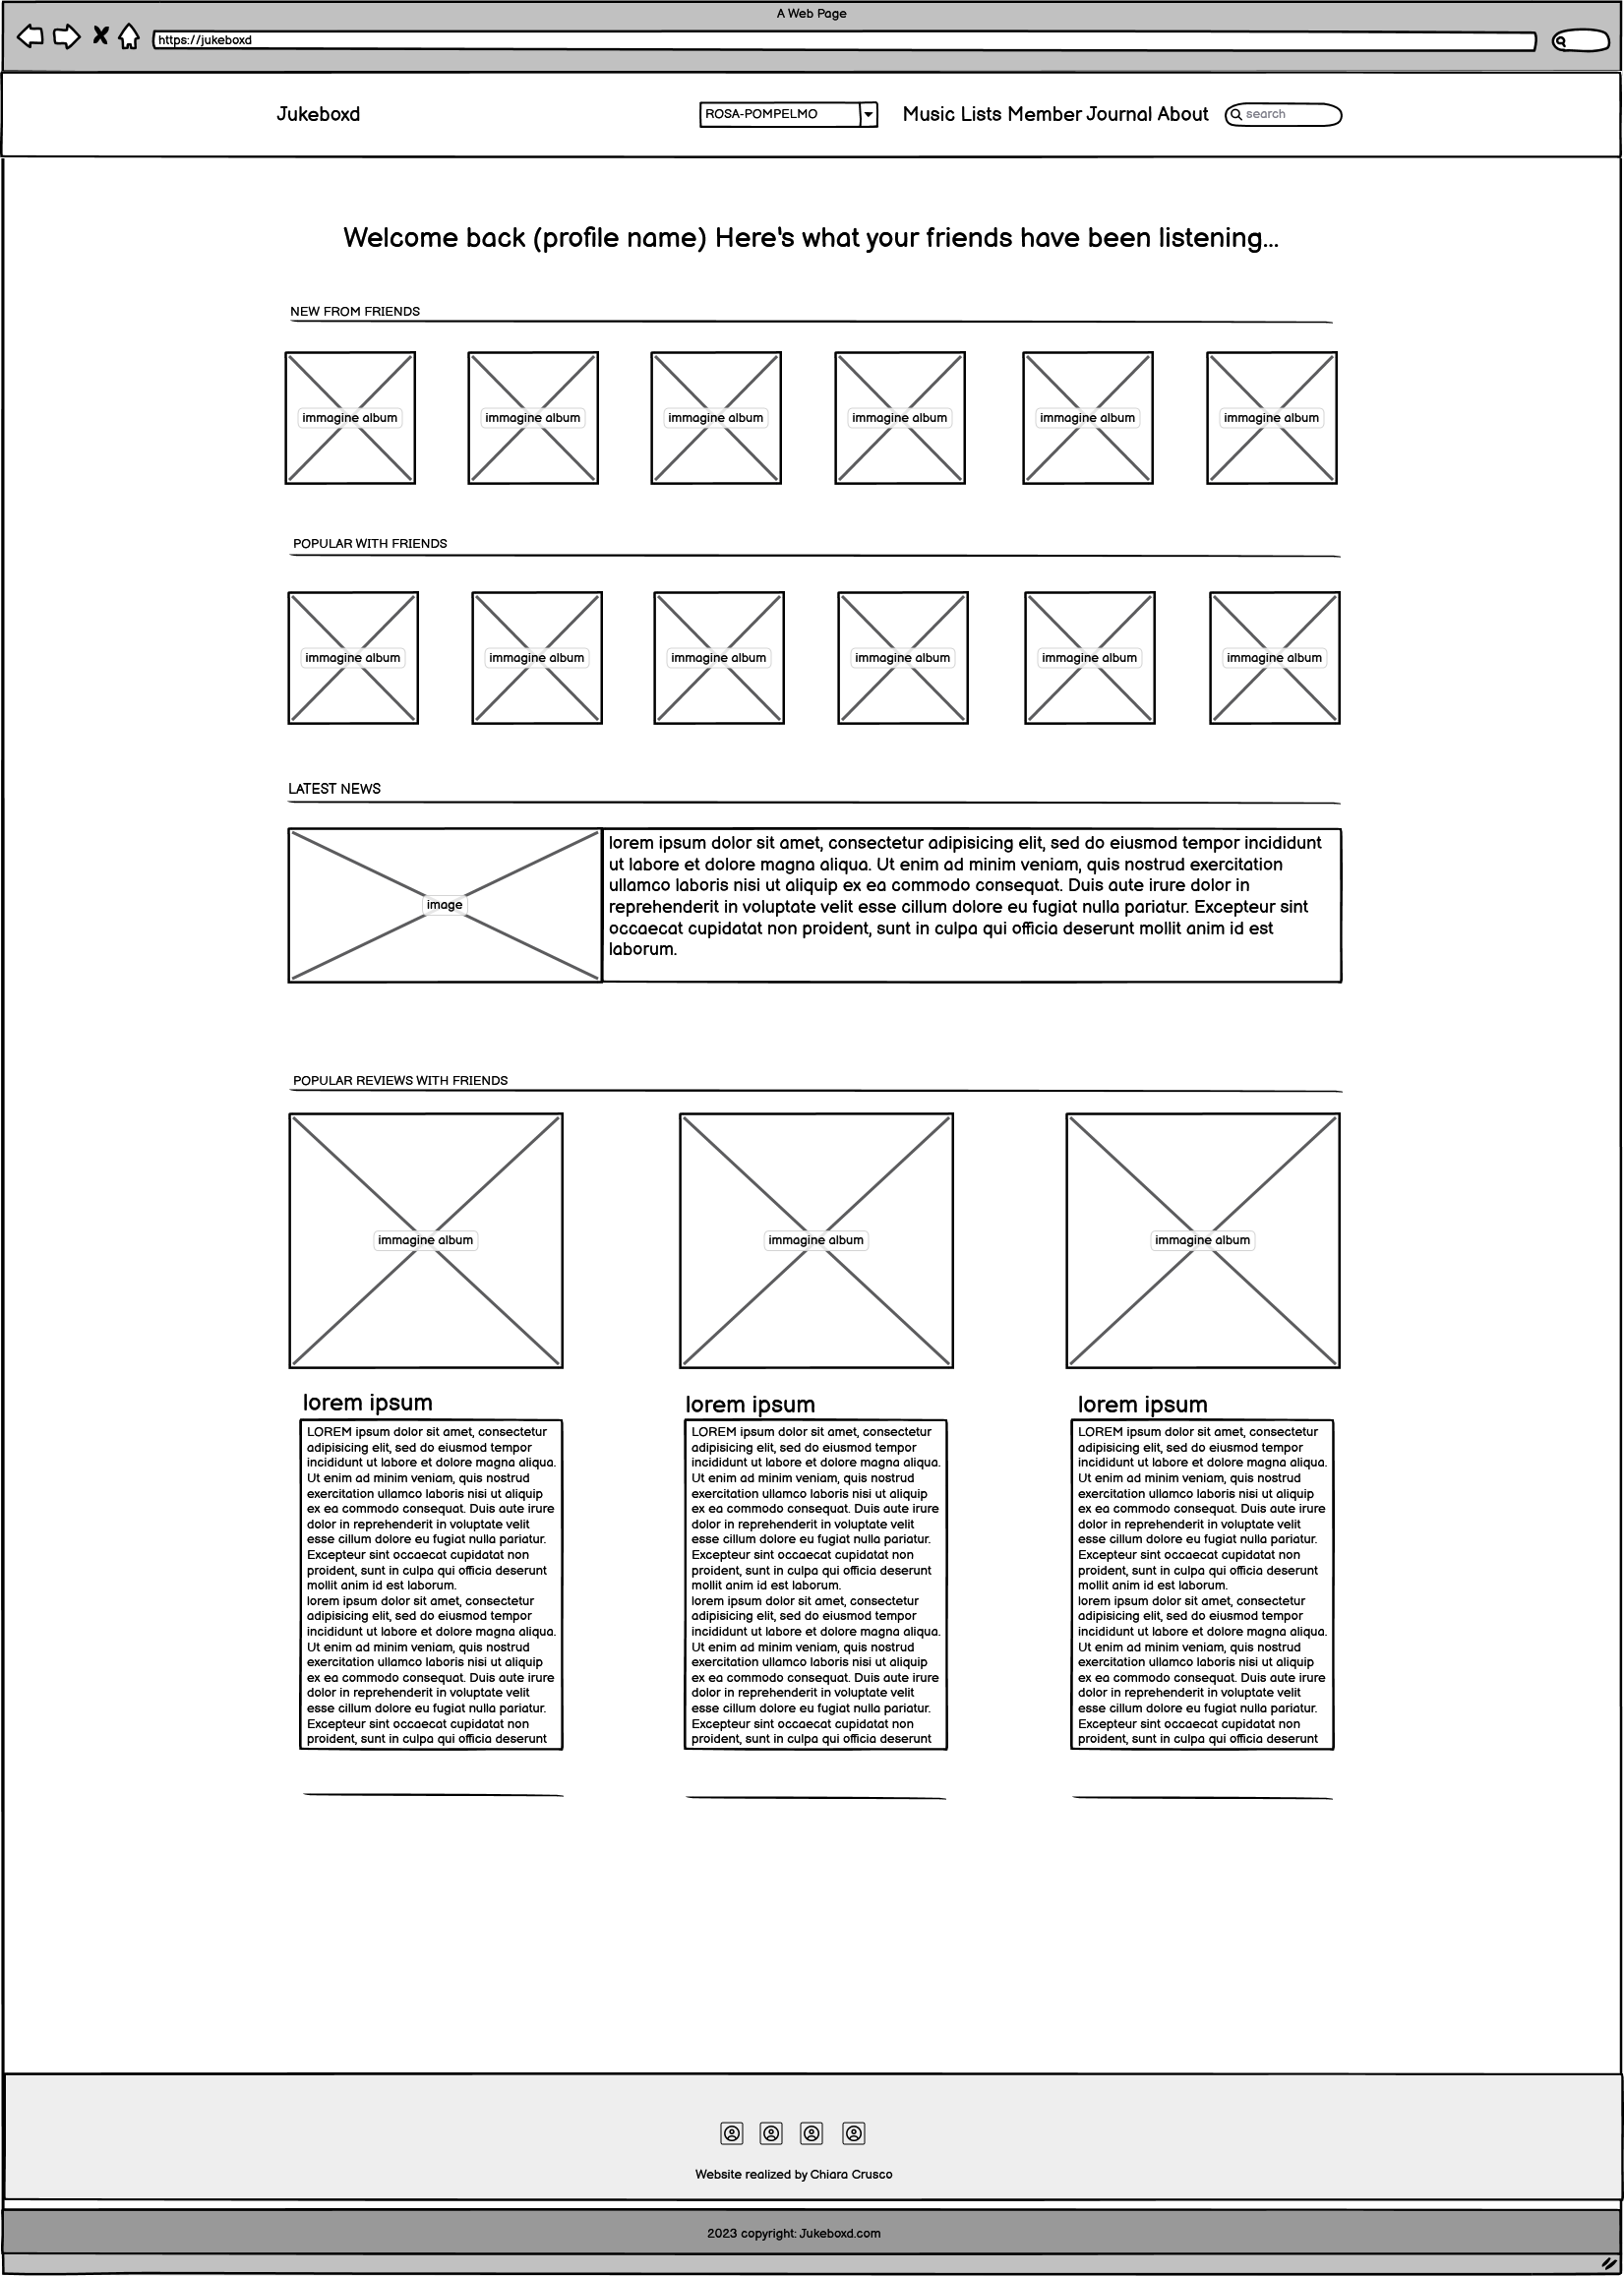 A Web Page
https://jukeboxd
Jukeboxd
ROSA-POMPELMO
Music Lists Member Journal About
search
Welcome back (profile name) Here's what your friends have been listening...
NEW FROM FRIENDS
immagine album
immagine album
immagine album
immagine album
immagine album
immagine album
POPULAR WITH FRIENDS
immagine album
immagine album
immagine album
immagine album
immagine album
immagine album
LATEST NEWS
image
lorem ipsum dolor sit amet, consectetur adipisicing elit, sed do eiusmod tempor incididunt
ut labore et dolore magna aliqua. Ut enim ad minim veniam, quis nostrud exercitation
ullamco laboris nisi ut aliquip ex ea commodo consequat. Duis aute irure dolor in
reprehenderit in voluptate velit esse cillum dolore eu fugiat nulla pariatur. Excepteur sint
occaecat cupidatat non proident, sunt in culpa qui officia deserunt mollit anim id est
laborum.
POPULAR REVIEWS WITH FRIENDS
immagine album
immagine album
immagine album
lorem ipsum
LOREM ipsum dolor sit amet, consectetur
adipisicing elit, sed do eiusmod tempor
incididunt ut labore et dolore magna aliqua.
Ut enim ad minim veniam, quis nostrud
exercitation ullamco laboris nisi ut aliquip
ex ea commodo consequat. Duis aute irure
dolor in reprehenderit in voluptate velit
esse cillum dolore eu fugiat nulla pariatur.
Excepteur sint occaecat cupidatat non
proident, sunt in culpa qui officia deserunt
mollit anim id est laborum.
lorem ipsum dolor sit amet, consectetur
adipisicing elit, sed do eiusmod tempor
incididunt ut labore et dolore magna aliqua.
Ut enim ad minim veniam, quis nostrud
exercitation ullamco laboris nisi ut aliquip
ex ea commodo consequat. Duis aute irure
dolor in reprehenderit in voluptate velit
esse cillum dolore eu fugiat nulla pariatur.
Excepteur sint occaecat cupidatat non
proident, sunt in culpa qui officia deserunt
lorem ipsum
LOREM ipsum dolor sit amet, consectetur
adipisicing elit, sed do eiusmod tempor
incididunt ut labore et dolore magna aliqua.
Ut enim ad minim veniam, quis nostrud
exercitation ullamco laboris nisi ut aliquip
ex ea commodo consequat. Duis aute irure
dolor in reprehenderit in voluptate velit
esse cillum dolore eu fugiat nulla pariatur.
Excepteur sint occaecat cupidatat non
proident, sunt in culpa qui officia deserunt
mollit anim id est laborum.
lorem ipsum dolor sit amet, consectetur
adipisicing elit, sed do eiusmod tempor
incididunt ut labore et dolore magna aliqua.
Ut enim ad minim veniam, quis nostrud
exercitation ullamco laboris nisi ut aliquip
ex ea commodo consequat. Duis aute irure
dolor in reprehenderit in voluptate velit
esse cillum dolore eu fugiat nulla pariatur.
Excepteur sint occaecat cupidatat non
proident, sunt in culpa qui officia deserunt
lorem ipsum
LOREM ipsum dolor sit amet, consectetur
adipisicing elit, sed do eiusmod tempor
incididunt ut labore et dolore magna aliqua.
Ut enim ad minim veniam, quis nostrud
exercitation ullamco laboris nisi ut aliquip
ex ea commodo consequat. Duis aute irure
dolor in reprehenderit in voluptate velit
esse cillum dolore eu fugiat nulla pariatur.
Excepteur sint occaecat cupidatat non
proident, sunt in culpa qui officia deserunt
mollit anim id est laborum.
lorem ipsum dolor sit amet, consectetur
adipisicing elit, sed do eiusmod tempor
incididunt ut labore et dolore magna aliqua.
Ut enim ad minim veniam, quis nostrud
exercitation ullamco laboris nisi ut aliquip
ex ea commodo consequat. Duis aute irure
dolor in reprehenderit in voluptate velit
esse cillum dolore eu fugiat nulla pariatur.
Excepteur sint occaecat cupidatat non
proident, sunt in culpa qui officia deserunt
Website realized by Chiara Crusco
2023 copyright: Jukeboxd.com